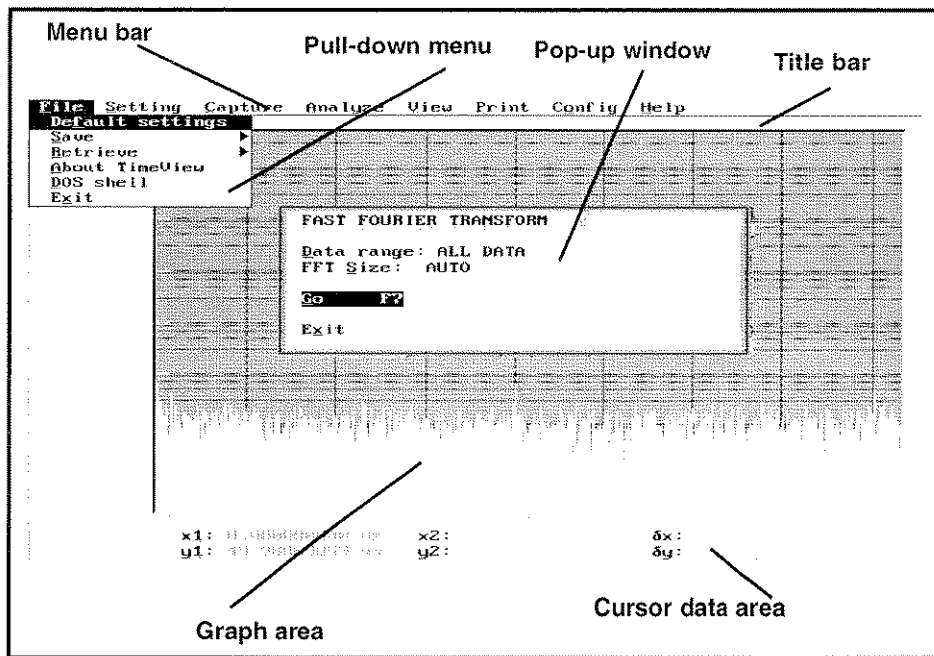 Menu bar
Pull-down menu
Pop-up window
Title bar
File Setting Capture Analyze View Print Config Help
Default settings
Save
Retrieve
About TimeView
DOS shell
Exit
FAST FOURIER TRANSFORM
Data range: ALL DATA
FFT Size: AUTO
Go F7
Exit
x1: x2: δx:
y1: y2: δy:
Graph area
Cursor data area